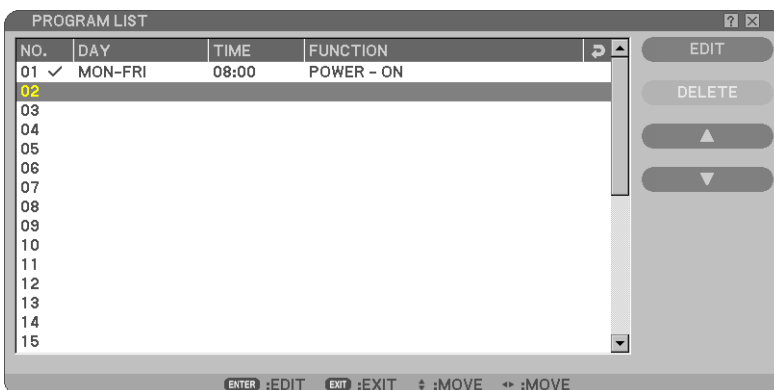 PROGRAM LIST
NO. DAY TIME FUNCTION
EDIT
01 ✓ MON-FRI 08:00 POWER - ON
02
DELETE
03
04
05
06
07
08
09
10
11
12
13
14
15
ENTER :EDIT EXIT :EXIT :MOVE :MOVE